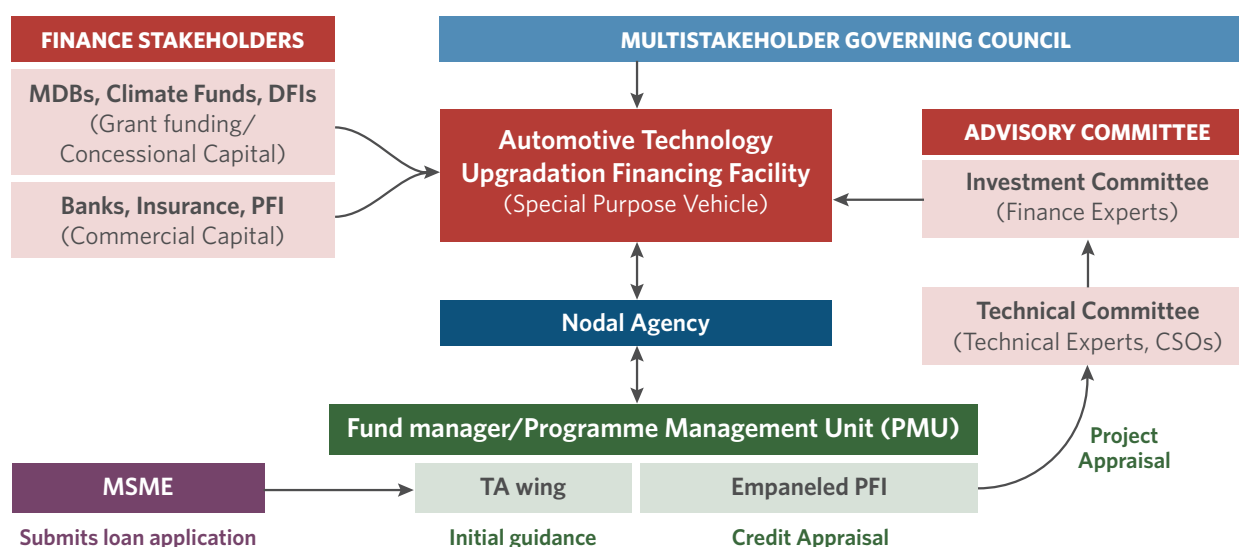 FINANCE STAKEHOLDERS
MDBs, Climate Funds, DFIs
(Grant funding/
Concessional Capital)
Banks, Insurance, PFI
(Commercial Capital)
MULTISTAKEHOLDER GOVERNING COUNCIL
Automotive Technology
Upgradation Financing Facility
(Special Purpose Vehicle)
ADVISORY COMMITTEE
Investment Committee
(Finance Experts)
Technical Committee
(Technical Experts, CSOs)
Nodal Agency
Fund manager/Programme Management Unit (PMU)
Project
Appraisal
MSME
TA wing
Empaneled PFI
Submits loan application
Initial guidance
Credit Appraisal